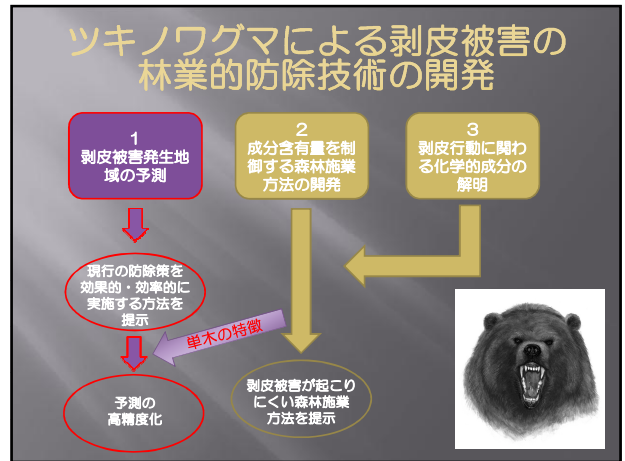 ツキノワグマによる剥皮被害の
林業的防除技術の開発
1
剥皮被害発生地
域の予測
2
成分含有量を制
御する森林施業
方法の開発
3
剥皮行動に関わ
る化学的成分の
解明
現行の防除策を
効果的・効率的に
実施する方法を
提示
単木の特徴
予測の
高精度化
剥皮被害が起こり
にくい森林施業
方法を提示